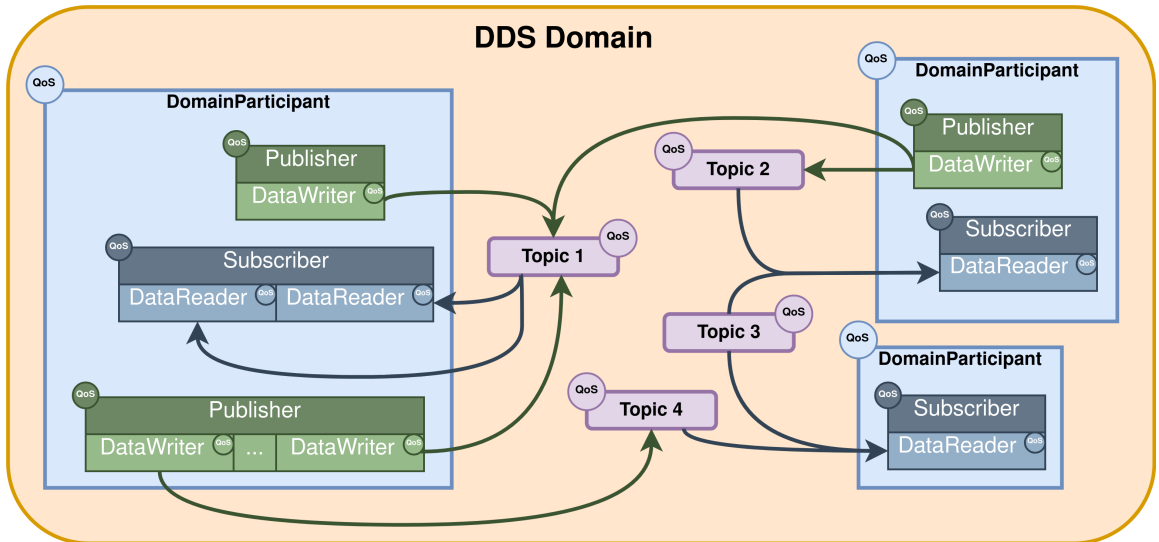 DDS Domain
QoS
DomainParticipant
QoS
Publisher
DataWriter
QoS
QoS
Subscriber
DataReader
QoS
DataReader
QoS
QoS
Publisher
DataWriter
QoS
...
DataWriter
QoS
Topic 1
QoS
QoS
Topic 2
Topic 3
QoS
QoS
Topic 4
QoS
DomainParticipant
QoS
Publisher
DataWriter
QoS
QoS
Subscriber
DataReader
QoS
QoS
DomainParticipant
QoS
Subscriber
DataReader
QoS